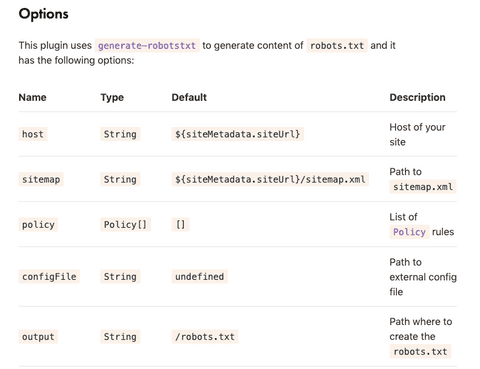 Options
This plugin uses generate-robotstxt to generate content of robots.txt and it
has the following options:
Name Type Default Description
host String ${siteMetadata.siteUrl} Host of your
site
sitemap String ${siteMetadata.siteUrl}/sitemap.xml Path to
sitemap.xml
policy Policy[] [] List of
Policy rules
configFile String undefined Path to
external config
file
output String /robots.txt Path where to
create the
robots.txt